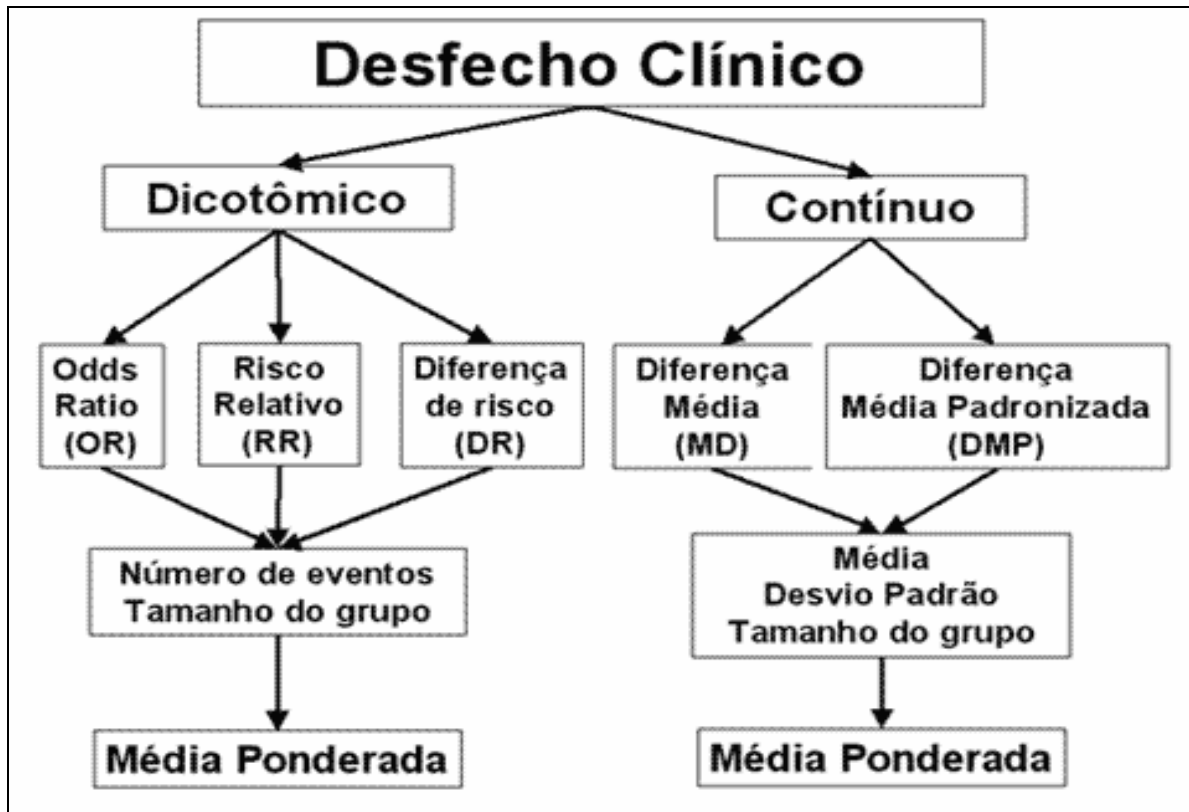 Desfecho Clínico
Dicotômico
Contínuo
Odds
Ratio
(OR)
Risco
Relativo
(RR)
Diferença
de risco
(DR)
Diferença
Média
(MD)
Diferença
Média Padronizada
(DMP)
Número de eventos
Tamanho do grupo
Média
Desvio Padrão
Tamanho do grupo
Média Ponderada
Média Ponderada